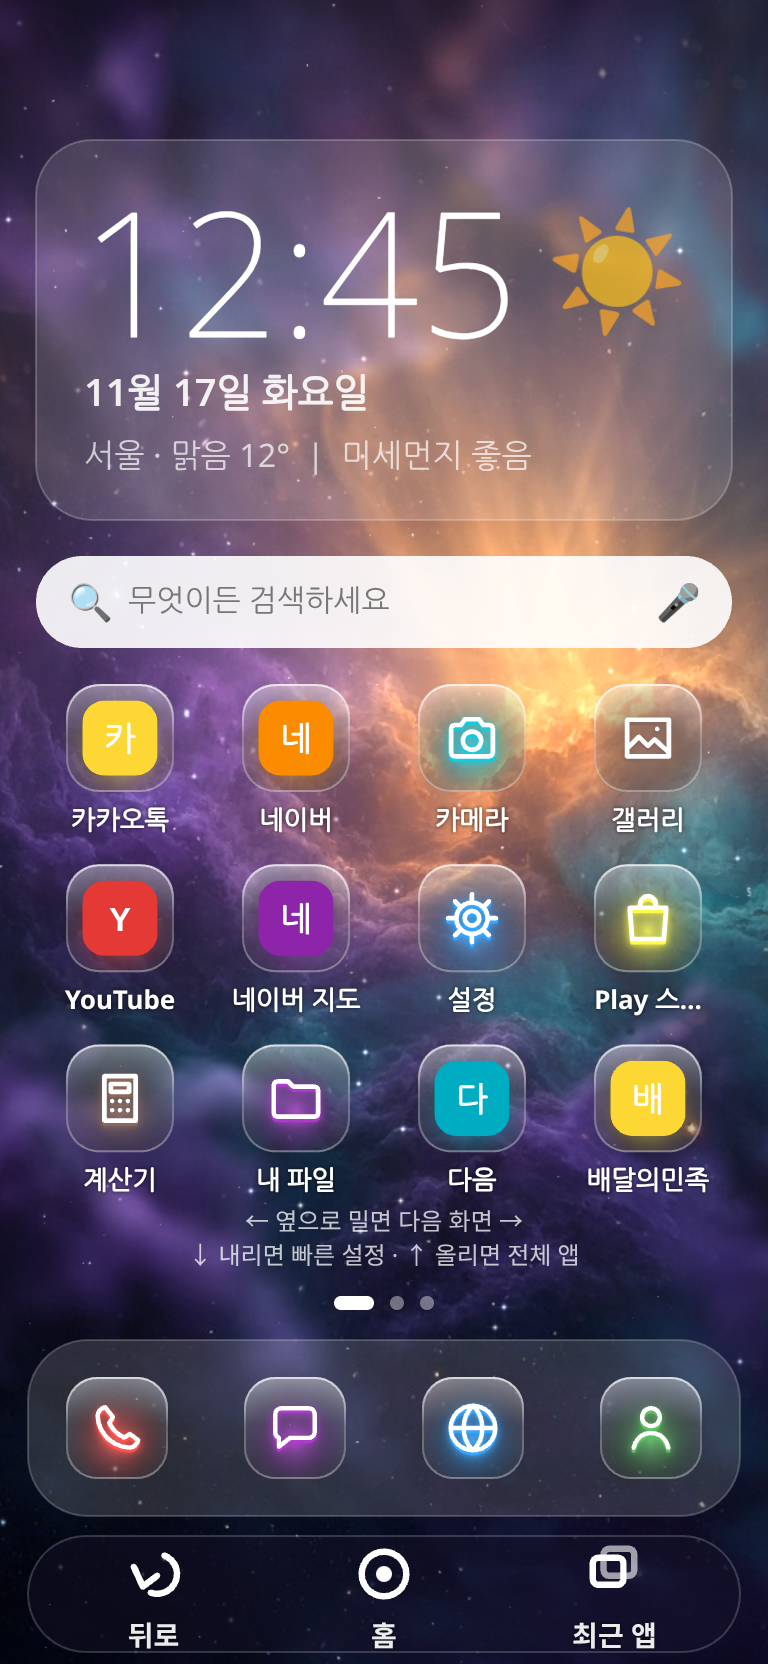 12:45
11월 17일 화요일
서울 · 맑음 12° | 미세먼지 좋음
무엇이든 검색하세요
카
네
카카오톡
네이버
카메라
갤러리
Y
네
YouTube
네이버 지도
설정
Play 스...
다
배
계산기
내 파일
다음
배달의민족
← 옆으로 밀면 다음 화면 →
↓ 내리면 빠른 설정 · ↑ 올리면 전체 앱
뒤로
홈
최근 앱